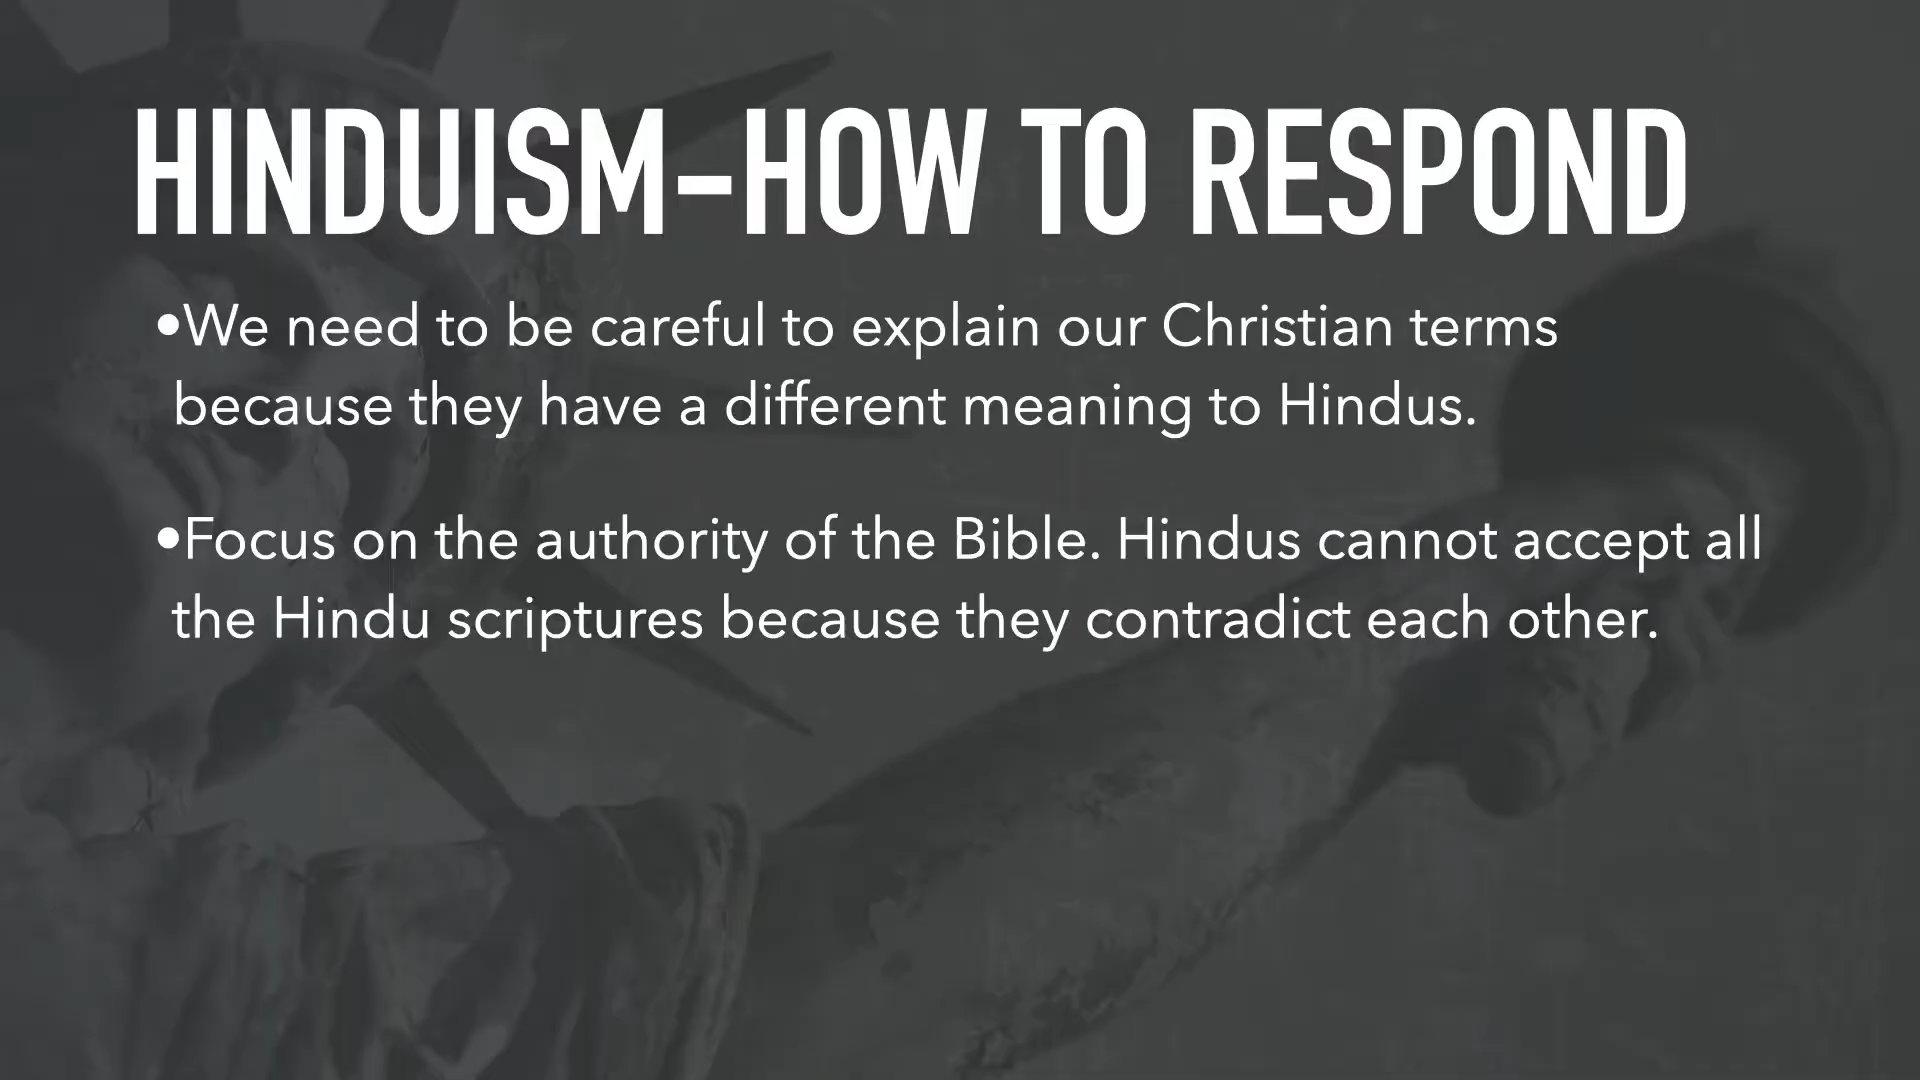 HINDUISM–HOW TO RESPOND
•We need to be careful to explain our Christian terms
because they have a different meaning to Hindus.
•Focus on the authority of the Bible. Hindus cannot accept all
the Hindu scriptures because they contradict each other.